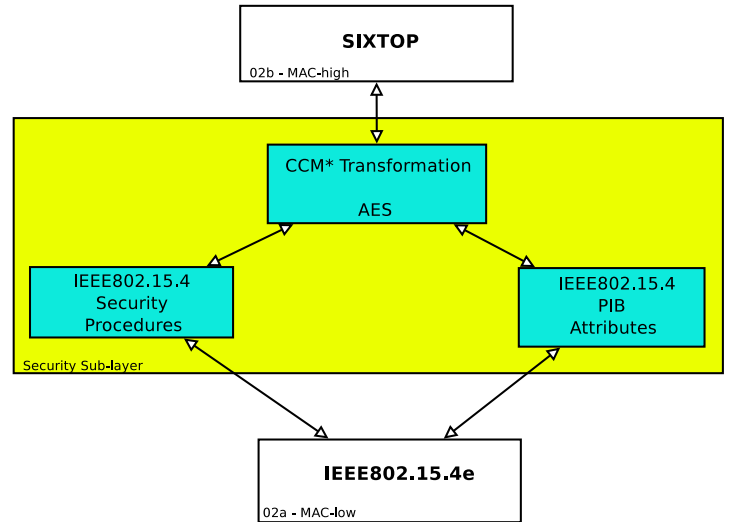 SIXTOP
02b - MAC-high
CCM* Transformation
AES
IEEE802.15.4
Security
Procedures
IEEE802.15.4
PIB
Attributes
Security Sub-layer
IEEE802.15.4e
02a - MAC-low